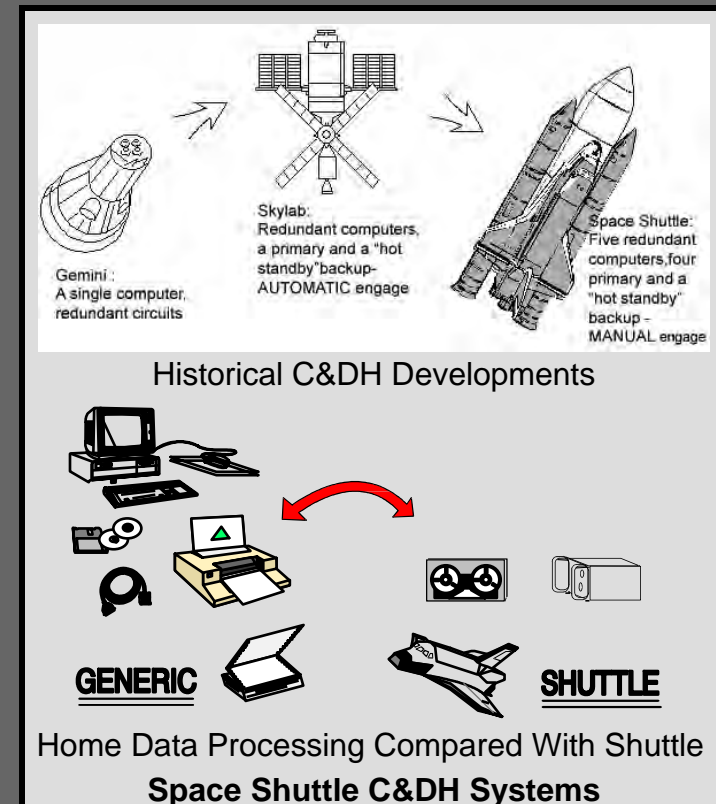 Gemini :
A single computer,
redundant circuits
Skylab:
Redundant computers,
a primary and a "hot
standby"backup-
AUTOMATIC engage
Space Shuttle:
Five redundant
computers,four
primary and a
"hot standby"
backup -
MANUAL engage
Historical C&DH Developments
GENERIC
SHUTTLE
Home Data Processing Compared With Shuttle
Space Shuttle C&DH Systems